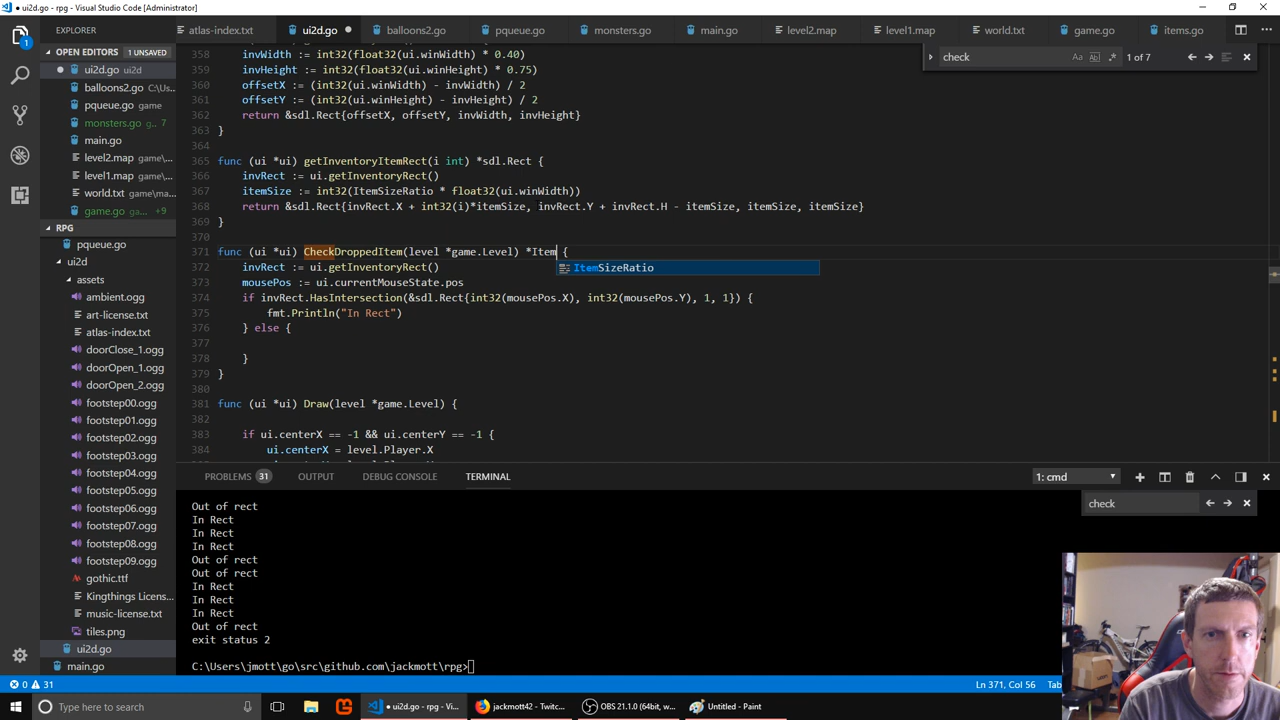 ui2d.go - rpg - Visual Studio Code [Administrator]
EXPLORER
atlas-index.txt
ui2d.go
balloons2.go
pqueue.go
monsters.go
main.go
level2.map
level1.map
world.txt
game.go
items.go
OPEN EDITORS 1 UNSAVED
ui2d.go ui2d
balloons2.go C:\Us...
pqueue.go game
monsters.go g... 7
main.go
level2.map game\...
level1.map game\...
world.txt game\...
game.go ga... +9
RPG
pqueue.go
ui2d
assets
ambient.ogg
art-license.txt
atlas-index.txt
doorClose_1.ogg
doorOpen_1.ogg
doorOpen_2.ogg
footstep00.ogg
footstep01.ogg
footstep02.ogg
footstep03.ogg
footstep04.ogg
footstep05.ogg
footstep06.ogg
footstep07.ogg
footstep08.ogg
footstep09.ogg
gothic.ttf
Kingthings Licens...
music-license.txt
tiles.png
ui2d.go
main.go
check
Aa
Abl
.*
1 of 7
358 invWidth := int32(float32(ui.winWidth) * 0.40)
359 invHeight := int32(float32(ui.winHeight) * 0.75)
360 offsetX := (int32(ui.winWidth) - invWidth) / 2
361 offsetY := (int32(ui.winHeight) - invHeight) / 2
362 return &sdl.Rect{offsetX, offsetY, invWidth, invHeight}
363 }
364
365 func (ui *ui) getInventoryItemRect(i int) *sdl.Rect {
366 invRect := ui.getInventoryRect()
367 itemSize := int32(ItemSizeRatio * float32(ui.winWidth))
368 return &sdl.Rect{invRect.X + int32(i)*itemSize, invRect.Y + invRect.H - itemSize, itemSize, itemSize}
369 }
370
371 func (ui *ui) CheckDroppedItem(level *game.Level) *Item {
ItemSizeRatio
372 invRect := ui.getInventoryRect()
373 mousePos := ui.currentMouseState.pos
374 if invRect.HasIntersection(&sdl.Rect{int32(mousePos.X), int32(mousePos.Y), 1, 1}) {
375 fmt.Println("In Rect")
376 } else {
377
378 }
379 }
380
381 func (ui *ui) Draw(level *game.Level) {
382
383 if ui.centerX == -1 && ui.centerY == -1 {
384 ui.centerX = level.Player.X
PROBLEMS 31 OUTPUT DEBUG CONSOLE TERMINAL
1: cmd
check
Out of rect
In Rect
In Rect
In Rect
Out of rect
Out of rect
In Rect
In Rect
In Rect
Out of rect
exit status 2
C:\Users\jmott\go\src\github.com\jackmott\rpg>
1
0 31
Ln 371, Col 56 Tab
Type here to search
ui2d.go - rpg - Vi...
jackmott42 - Twitc...
OBS 21.1.0 (64bit, w...
Untitled - Paint